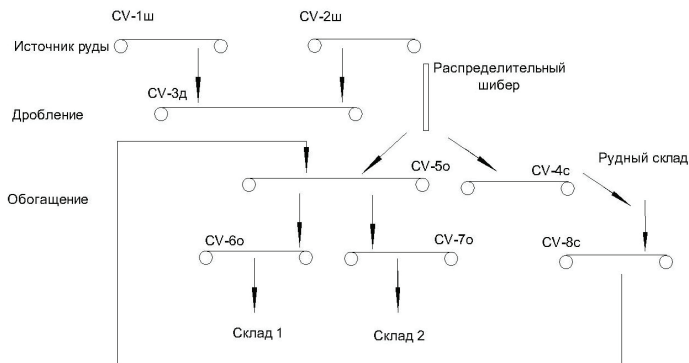 CV-1ш
CV-2ш
Источник руды
Распределительный
шибер
CV-3д
Дробление
Рудный склад
CV-5о
CV-4с
Обогащение
CV-6о
CV-7о
CV-8с
Склад 1
Склад 2